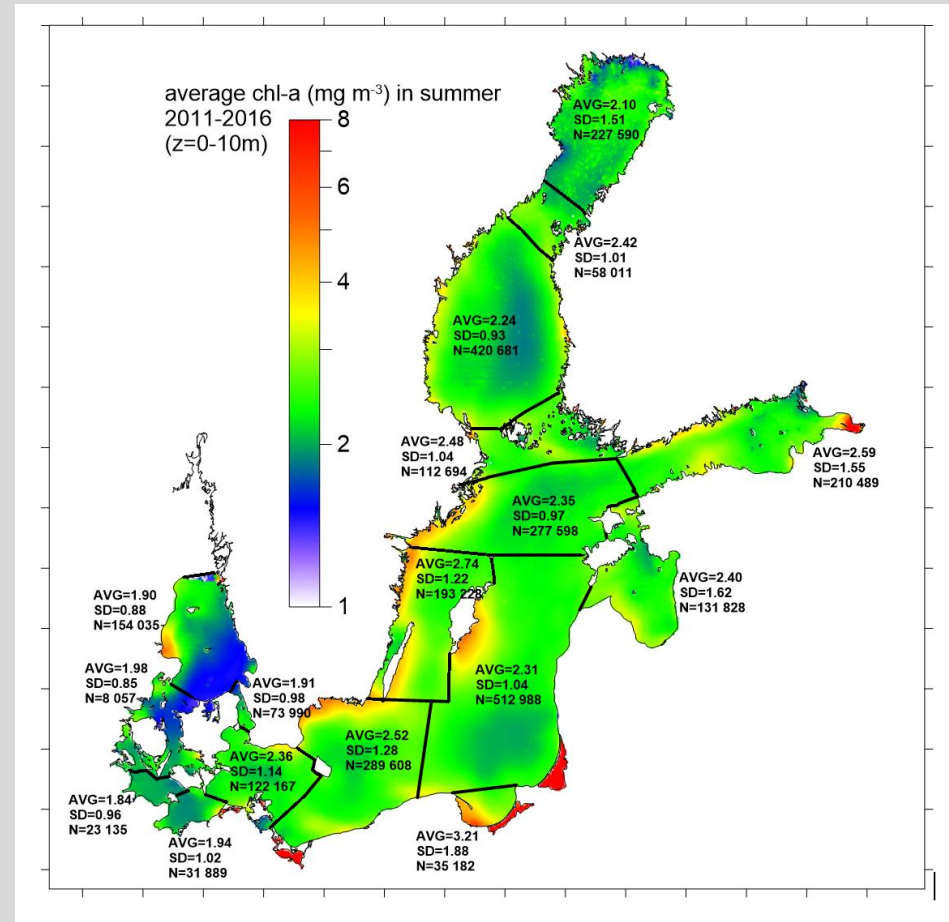 average chl-a (mg m-3) in summer
2011-2016
(z=0-10m)
8
6
4
2
1
AVG=2.10
SD=1.51
N=227 590
AVG=2.42
SD=1.01
N=58 011
AVG=2.24
SD=0.93
N=420 681
AVG=2.48
SD=1.04
N=112 694
AVG=2.59
SD=1.55
N=210 489
AVG=2.35
SD=0.97
N=277 598
AVG=2.74
SD=1.22
N=193 228
AVG=2.40
SD=1.62
N=131 828
AVG=1.90
SD=0.88
N=154 035
AVG=1.98
SD=0.85
N=8 057
AVG=1.91
SD=0.98
N=73 990
AVG=2.31
SD=1.04
N=512 988
AVG=2.52
SD=1.28
N=289 608
AVG=2.36
SD=1.14
N=122 167
AVG=1.84
SD=0.96
N=23 135
AVG=1.94
SD=1.02
N=31 889
AVG=3.21
SD=1.88
N=35 182